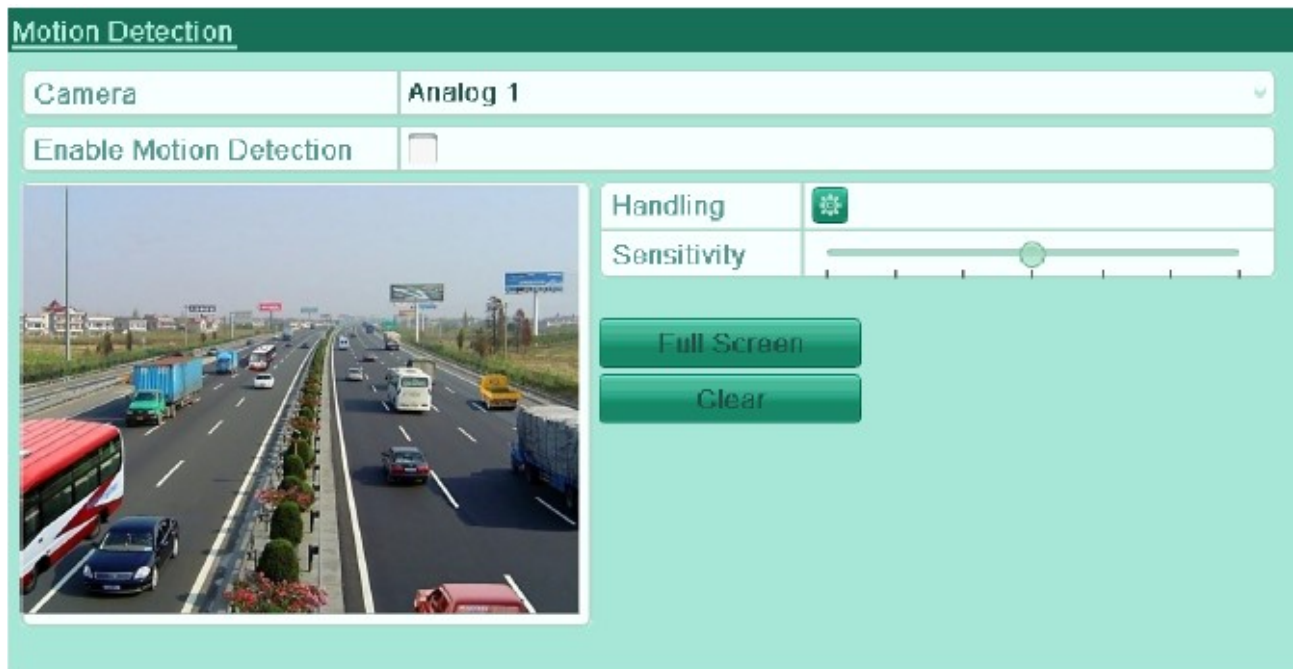 Motion Detection
Camera
Analog 1
Enable Motion Detection
Handling
Sensitivity
Full Screen
Clear